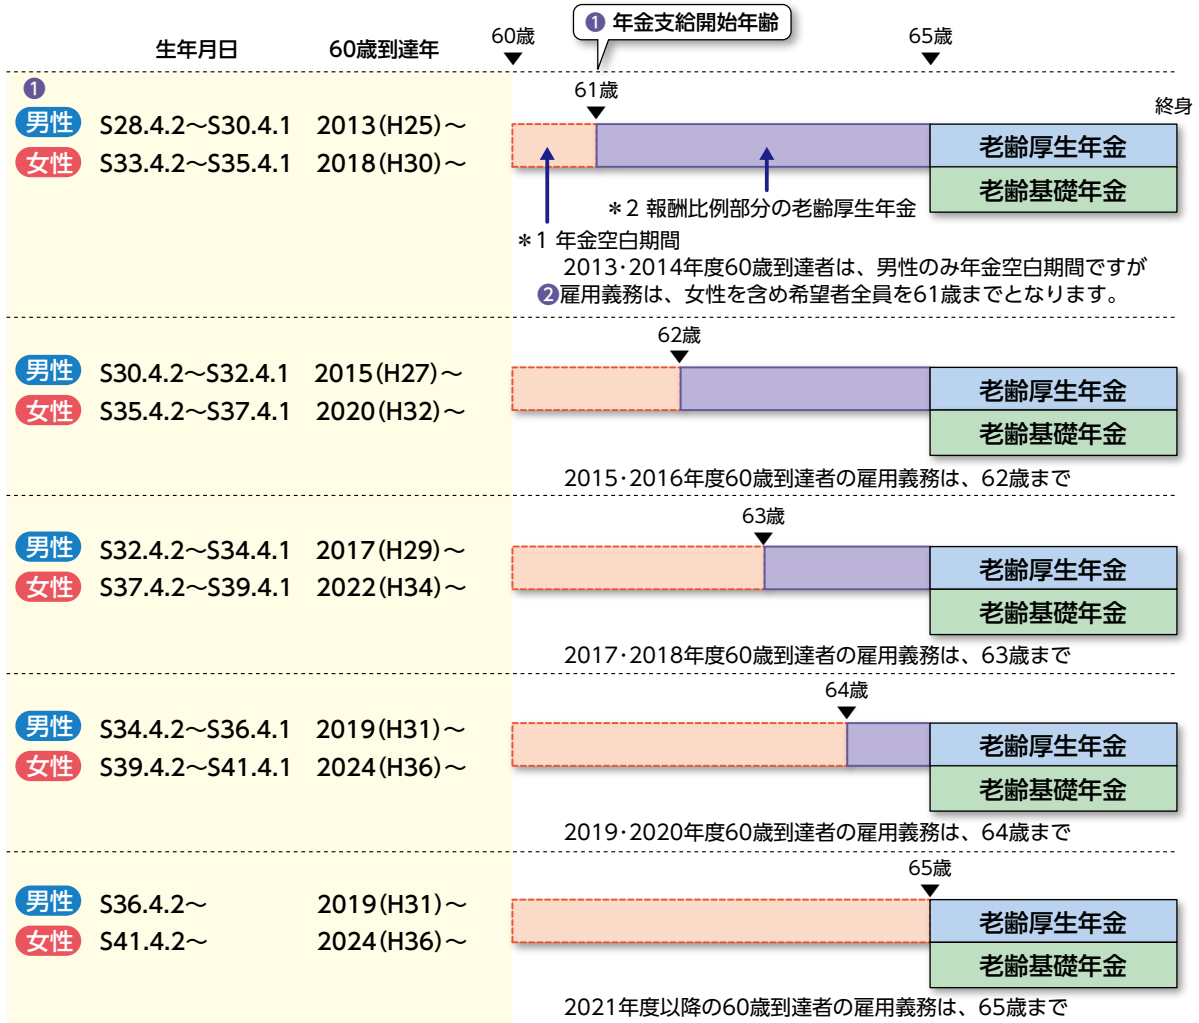 生年月日 60歳到達年 60歳 ❶ 年金支給開始年齢 65歳
❶
61歳
終身
男性 S28.4.2～S30.4.1 2013(H25)～
女性 S33.4.2～S35.4.1 2018(H30)～
老齢厚生年金
老齢基礎年金
＊2 報酬比例部分の老齢厚生年金
＊1 年金空白期間
2013･2014年度60歳到達者は、男性のみ年金空白期間ですが
❷雇用義務は、女性を含め希望者全員を61歳までとなります。
62歳
男性 S30.4.2～S32.4.1 2015(H27)～
女性 S35.4.2～S37.4.1 2020(H32)～
老齢厚生年金
老齢基礎年金
2015･2016年度60歳到達者の雇用義務は、62歳まで
63歳
男性 S32.4.2～S34.4.1 2017(H29)～
女性 S37.4.2～S39.4.1 2022(H34)～
老齢厚生年金
老齢基礎年金
2017･2018年度60歳到達者の雇用義務は、63歳まで
64歳
男性 S34.4.2～S36.4.1 2019(H31)～
女性 S39.4.2～S41.4.1 2024(H36)～
老齢厚生年金
老齢基礎年金
2019･2020年度60歳到達者の雇用義務は、64歳まで
65歳
男性 S36.4.2～ 2019(H31)～
女性 S41.4.2～ 2024(H36)～
老齢厚生年金
老齢基礎年金
2021年度以降の60歳到達者の雇用義務は、65歳まで